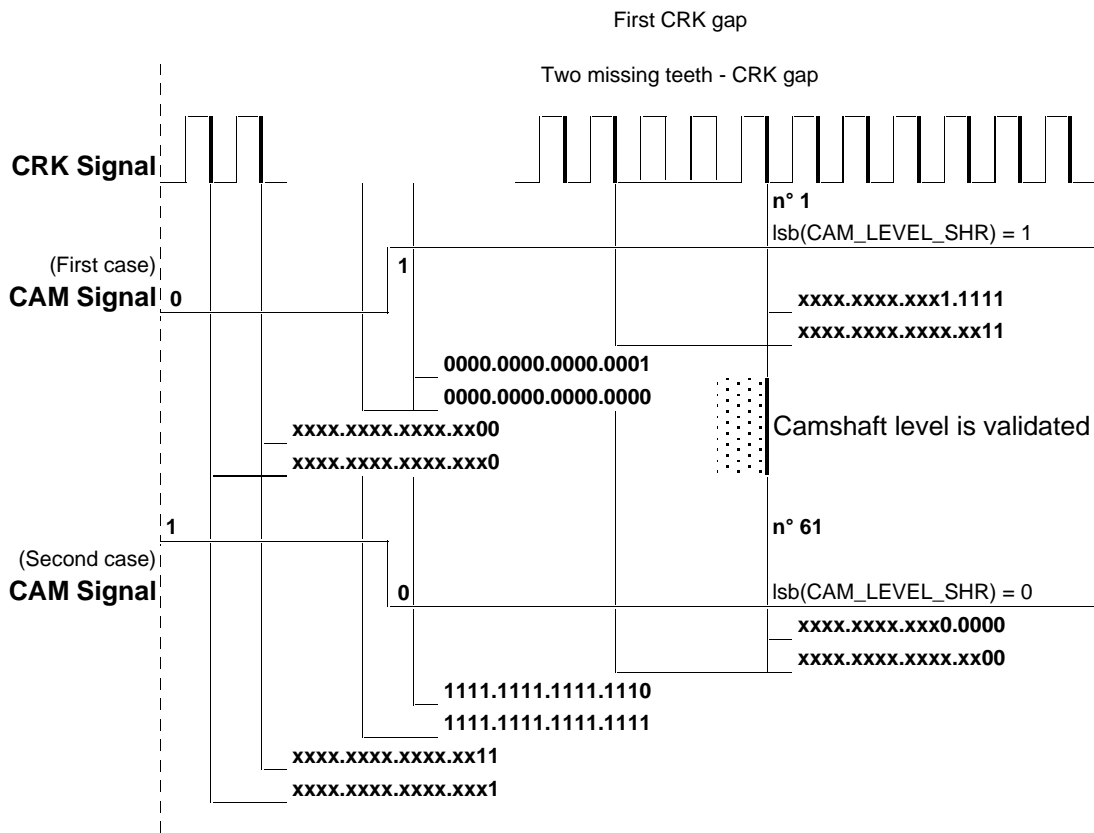 First CRK gap
Two missing teeth - CRK gap
CRK Signal
n° 1
lsb(CAM_LEVEL_SHR) = 1
(First case)
CAM Signal
0
1
xxxx.xxxx.xxx1.1111
xxxx.xxxx.xxxx.xx11
0000.0000.0000.0001
0000.0000.0000.0000
Camshaft level is validated
xxxx.xxxx.xxxx.xx00
xxxx.xxxx.xxxx.xxx0
1
n° 61
(Second case)
CAM Signal
0
lsb(CAM_LEVEL_SHR) = 0
xxxx.xxxx.xxx0.0000
xxxx.xxxx.xxxx.xx00
1111.1111.1111.1110
1111.1111.1111.1111
xxxx.xxxx.xxxx.xx11
xxxx.xxxx.xxxx.xxx1